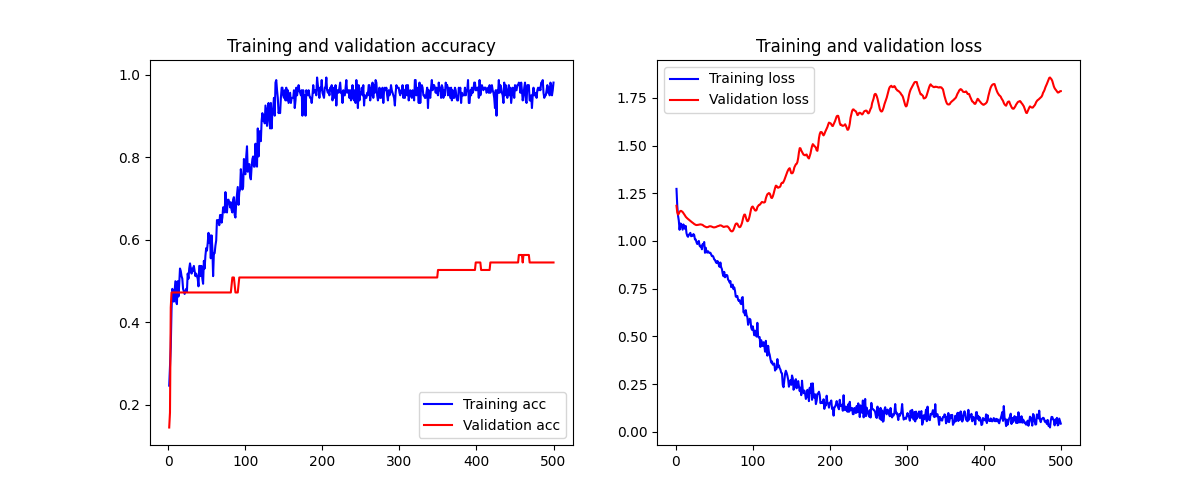 Training and validation accuracy
1.0
0.8
0.6
0.4
0.2
0 100 200 300 400 500
Training acc
Validation acc
Training and validation loss
1.75
1.50
1.25
1.00
0.75
0.50
0.25
0.00
0 100 200 300 400 500
Training loss
Validation loss